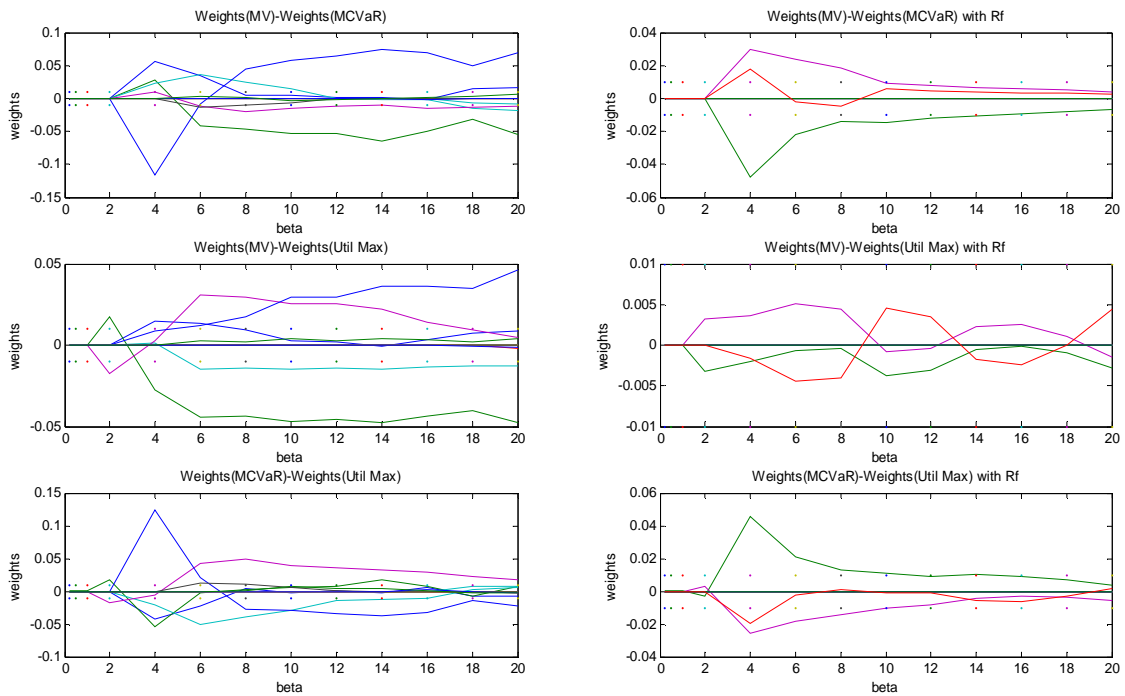 Weights(MV)-Weights(MCVaR)
0.1
0.05
0
-0.05
-0.1
-0.15
weights
0 2 4 6 8 10 12 14 16 18 20
beta
Weights(MV)-Weights(MCVaR) with Rf
0.04
0.02
0
-0.02
-0.04
-0.06
weights
0 2 4 6 8 10 12 14 16 18 20
beta
Weights(MV)-Weights(Util Max)
0.05
0
-0.05
weights
0 2 4 6 8 10 12 14 16 18 20
beta
Weights(MV)-Weights(Util Max) with Rf
0.01
0.005
0
-0.005
-0.01
weights
0 2 4 6 8 10 12 14 16 18 20
beta
Weights(MCVaR)-Weights(Util Max)
0.15
0.1
0.05
0
-0.05
-0.1
weights
0 2 4 6 8 10 12 14 16 18 20
beta
Weights(MCVaR)-Weights(Util Max) with Rf
0.06
0.04
0.02
0
-0.02
-0.04
weights
0 2 4 6 8 10 12 14 16 18 20
beta